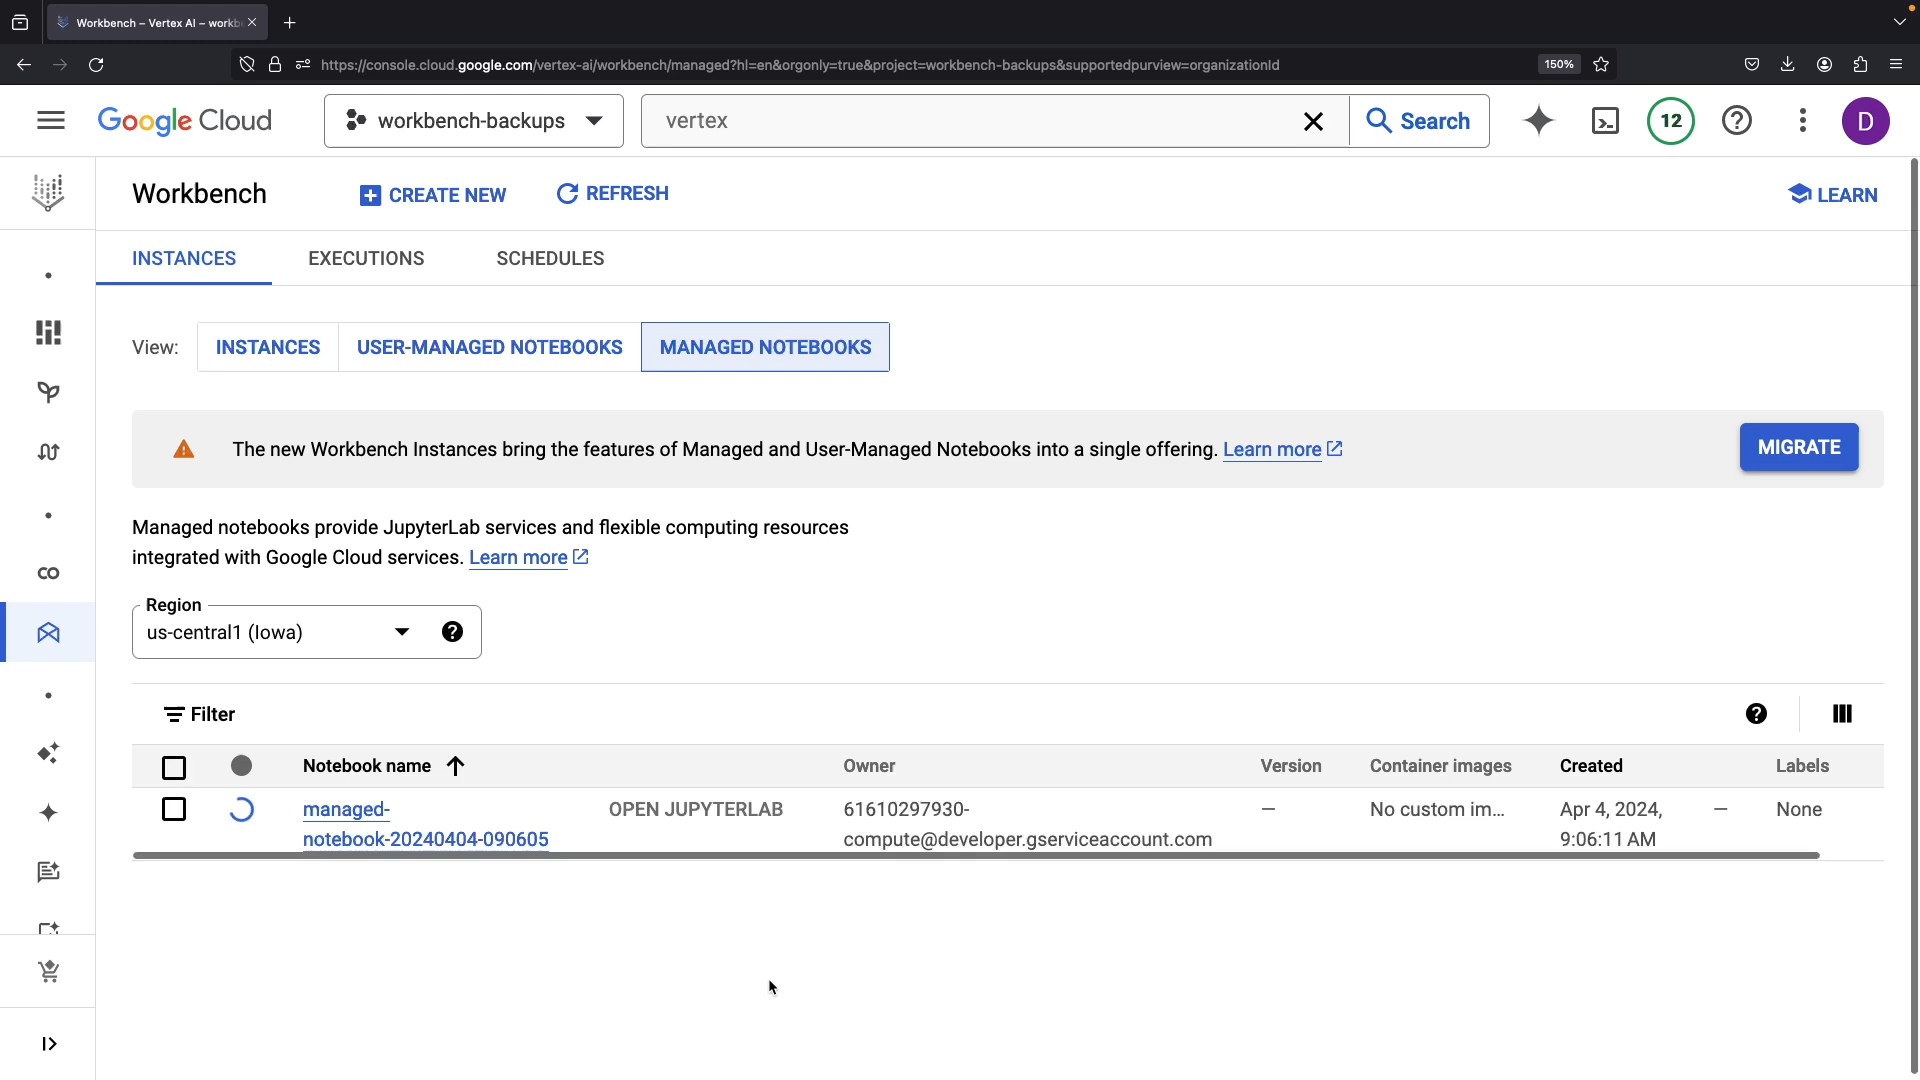 Workbench – Vertex AI – workb
https://console.cloud.google.com/vertex-ai/workbench/managed?hl=en&orgonly=true&project=workbench-backups&supportedpurview=organizationId
150%
Google Cloud
workbench-backups
vertex
Search
12
D
Workbench
CREATE NEW
REFRESH
LEARN
INSTANCES
EXECUTIONS
SCHEDULES
View:
INSTANCES
USER-MANAGED NOTEBOOKS
MANAGED NOTEBOOKS
The new Workbench Instances bring the features of Managed and User-Managed Notebooks into a single offering. Learn more
MIGRATE
Managed notebooks provide JupyterLab services and flexible computing resources
integrated with Google Cloud services. Learn more
Region
us-central1 (Iowa)
Filter
Notebook name
Owner
Version
Container images
Created
Labels
managed-
notebook-20240404-090605
OPEN JUPYTERLAB
61610297930-
compute@developer.gserviceaccount.com
—
No custom im...
Apr 4, 2024,
9:06:11 AM
—
None